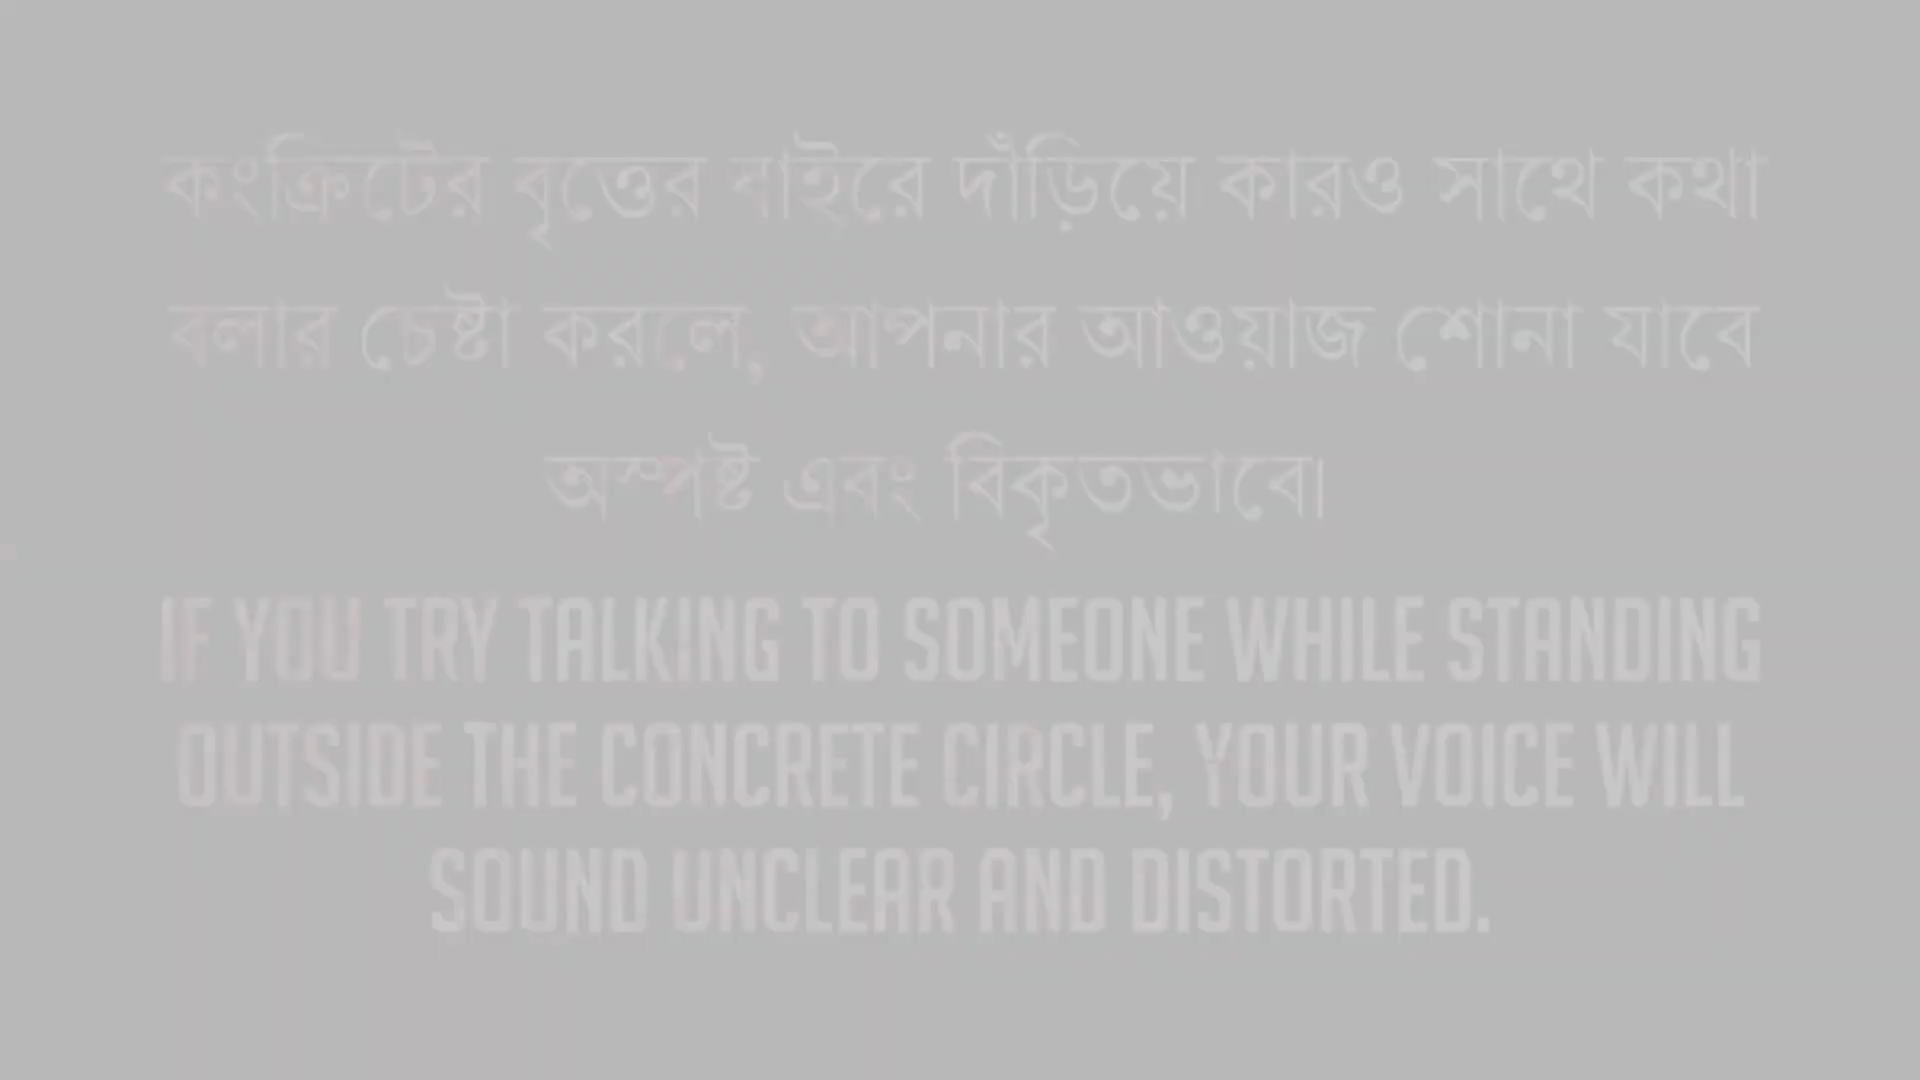 কংক্রিটের বৃত্তের বাইরে দাঁড়িয়ে কারও সাথে কথা
বলার চেষ্টা করলে, আপনার আওয়াজ শোনা যাবে
অস্পষ্ট এবং বিকৃতভাবে।
IF YOU TRY TALKING TO SOMEONE WHILE STANDING
OUTSIDE THE CONCRETE CIRCLE, YOUR VOICE WILL
SOUND UNCLEAR AND DISTORTED.